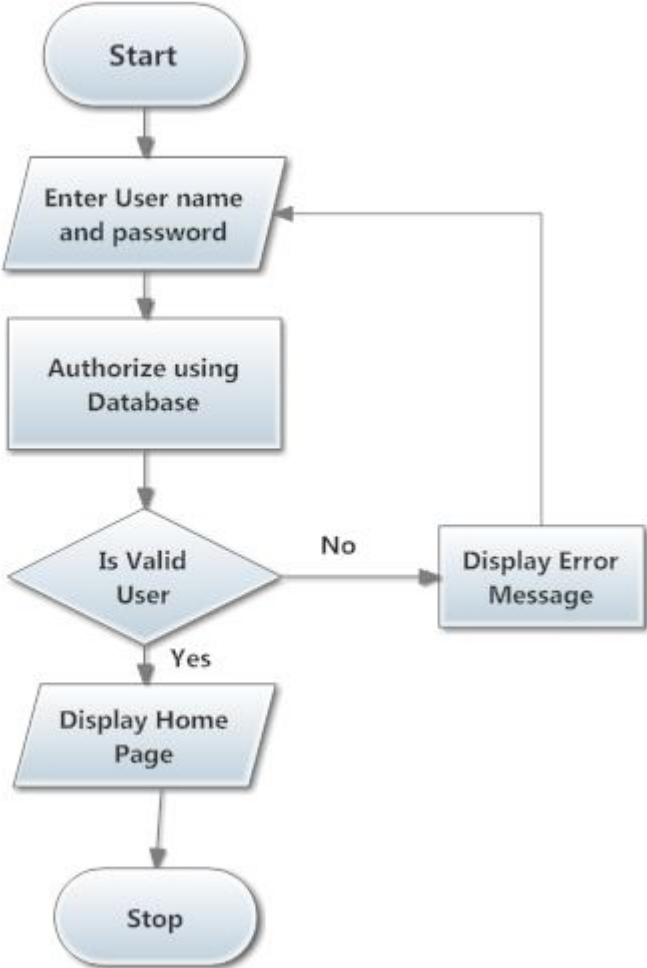 Start
Enter User name
and password
Authorize using
Database
Is Valid
User
No
Display Error
Message
Yes
Display Home
Page
Stop